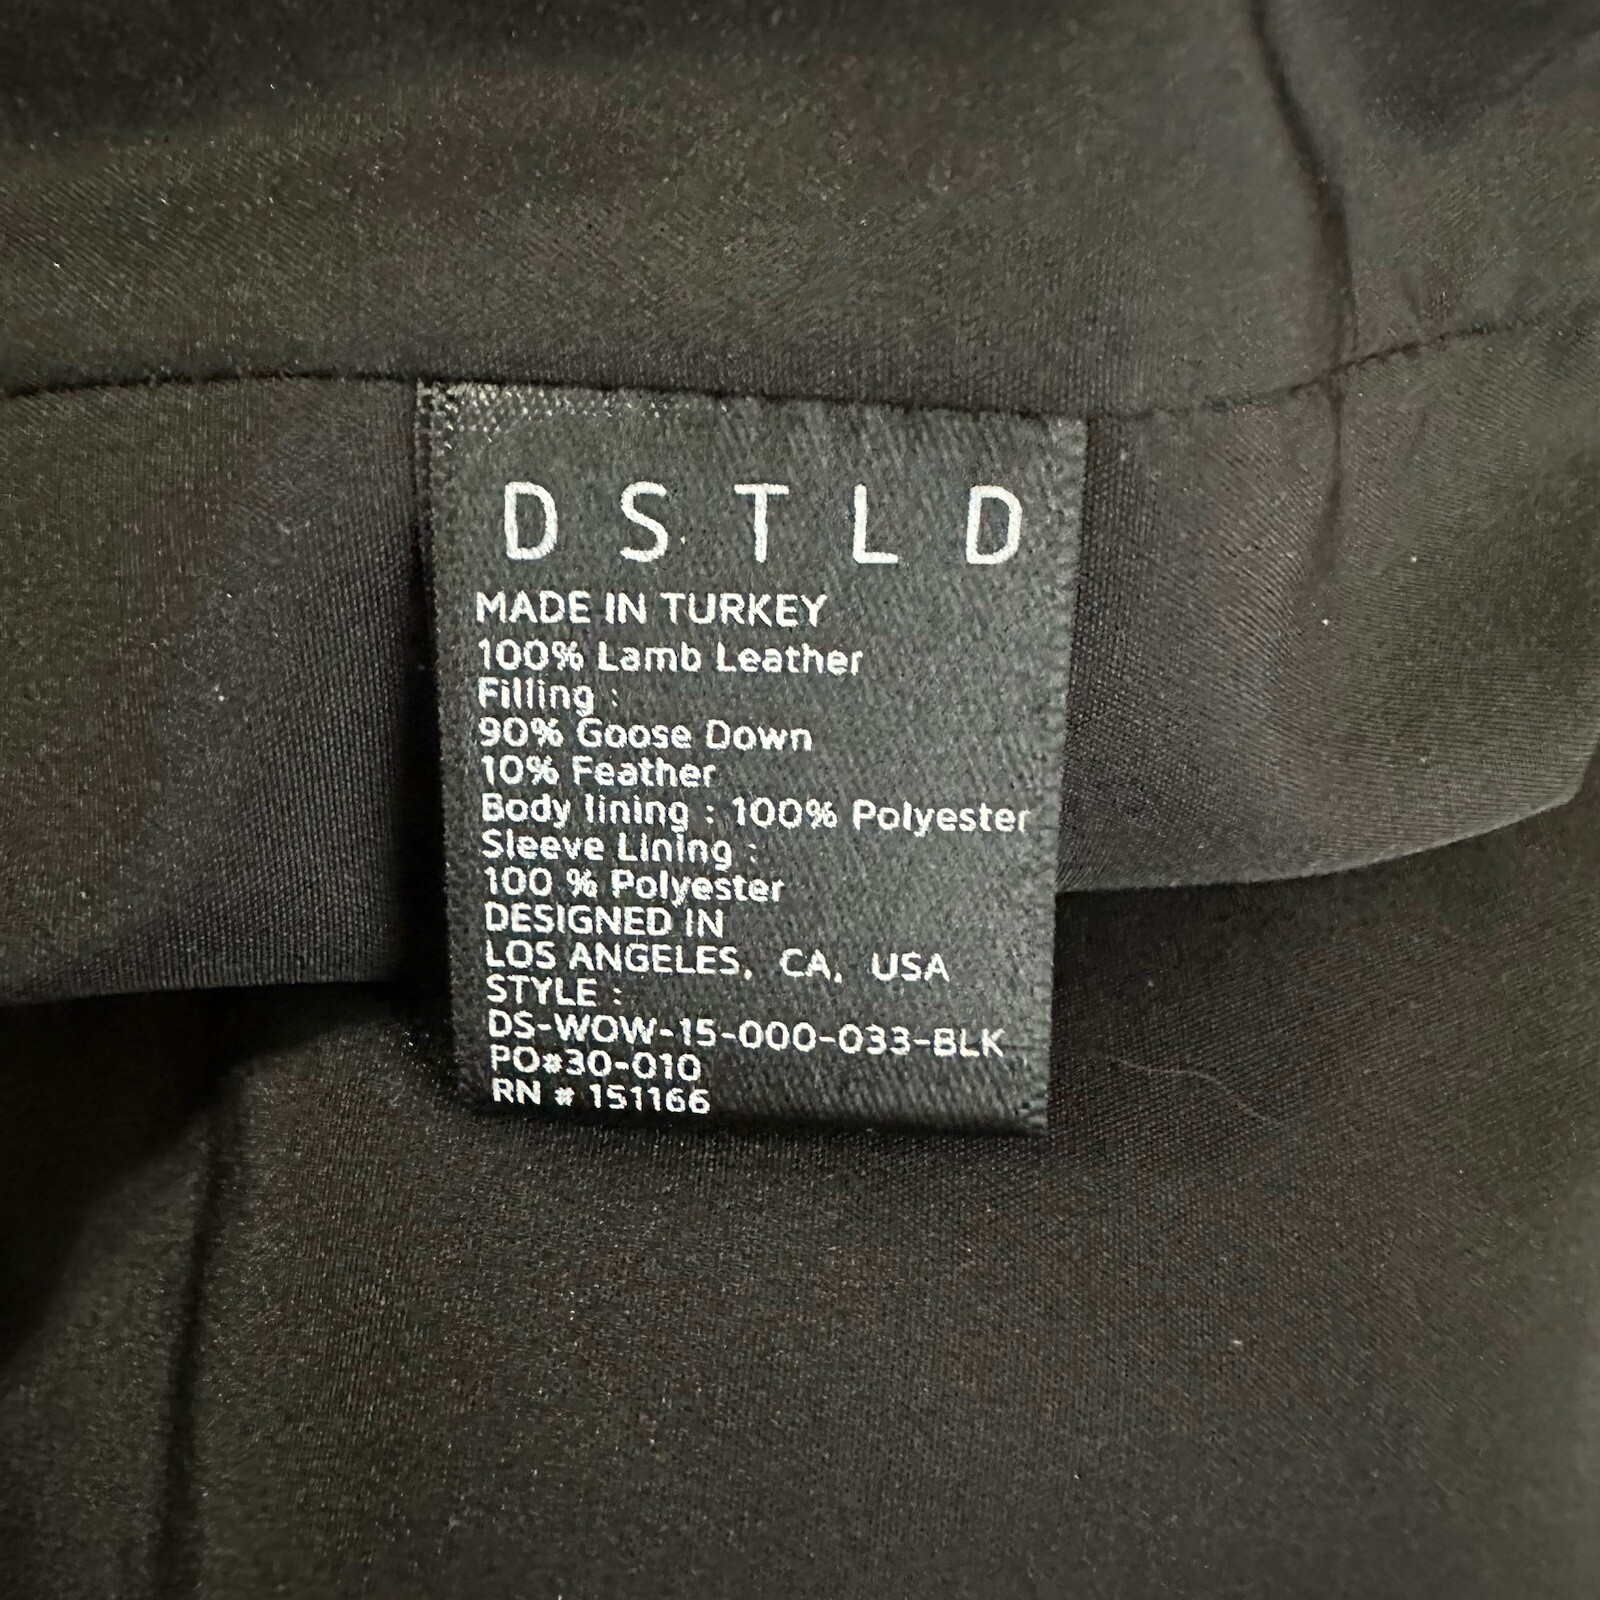 DSTLD
MADE IN TURKEY
100% Lamb Leather
Filling :
90% Goose Down
10% Feather
Body lining : 100% Polyester
Sleeve Lining :
100 % Polyester
DESIGNED IN
LOS ANGELES, CA, USA
STYLE :
DS-WOW-15-000-033-BLK
PO#30-010
RN # 151166